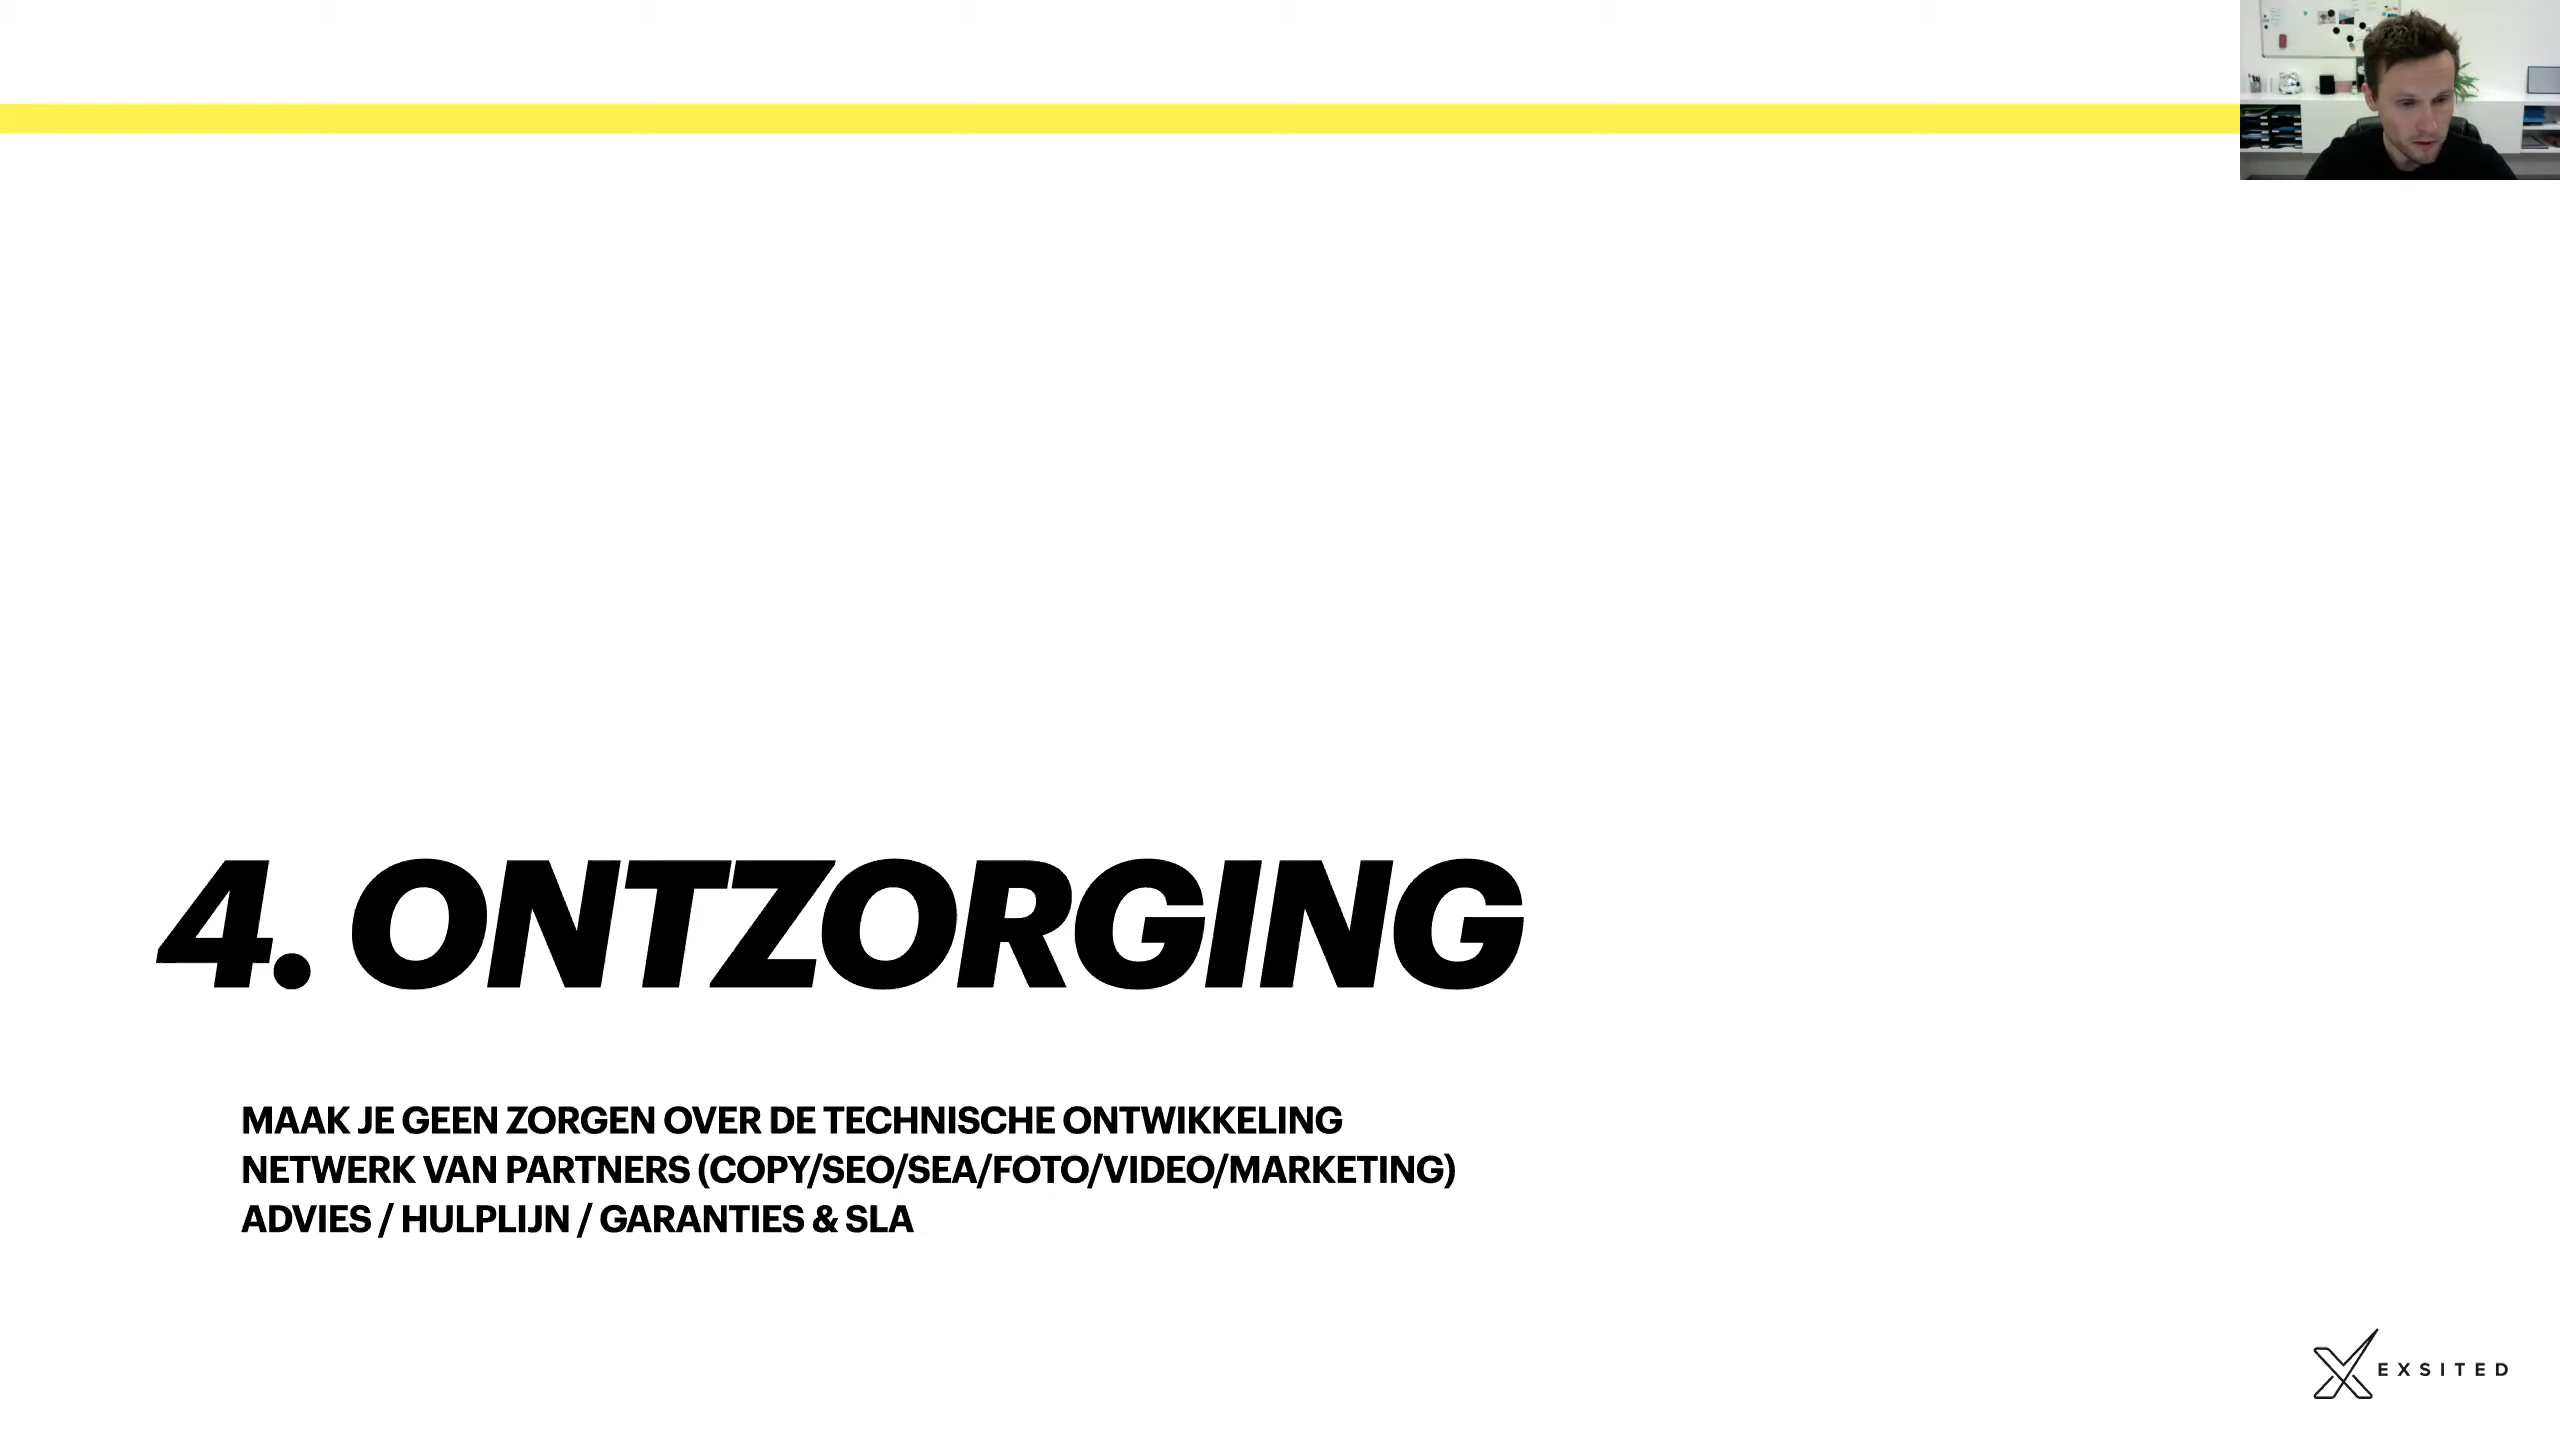 4. ONTZORGING
MAAK JE GEEN ZORGEN OVER DE TECHNISCHE ONTWIKKELING
NETWERK VAN PARTNERS (COPY/SEO/SEA/FOTO/VIDEO/MARKETING)
ADVIES / HULPLIJN / GARANTIES & SLA
EXSITED